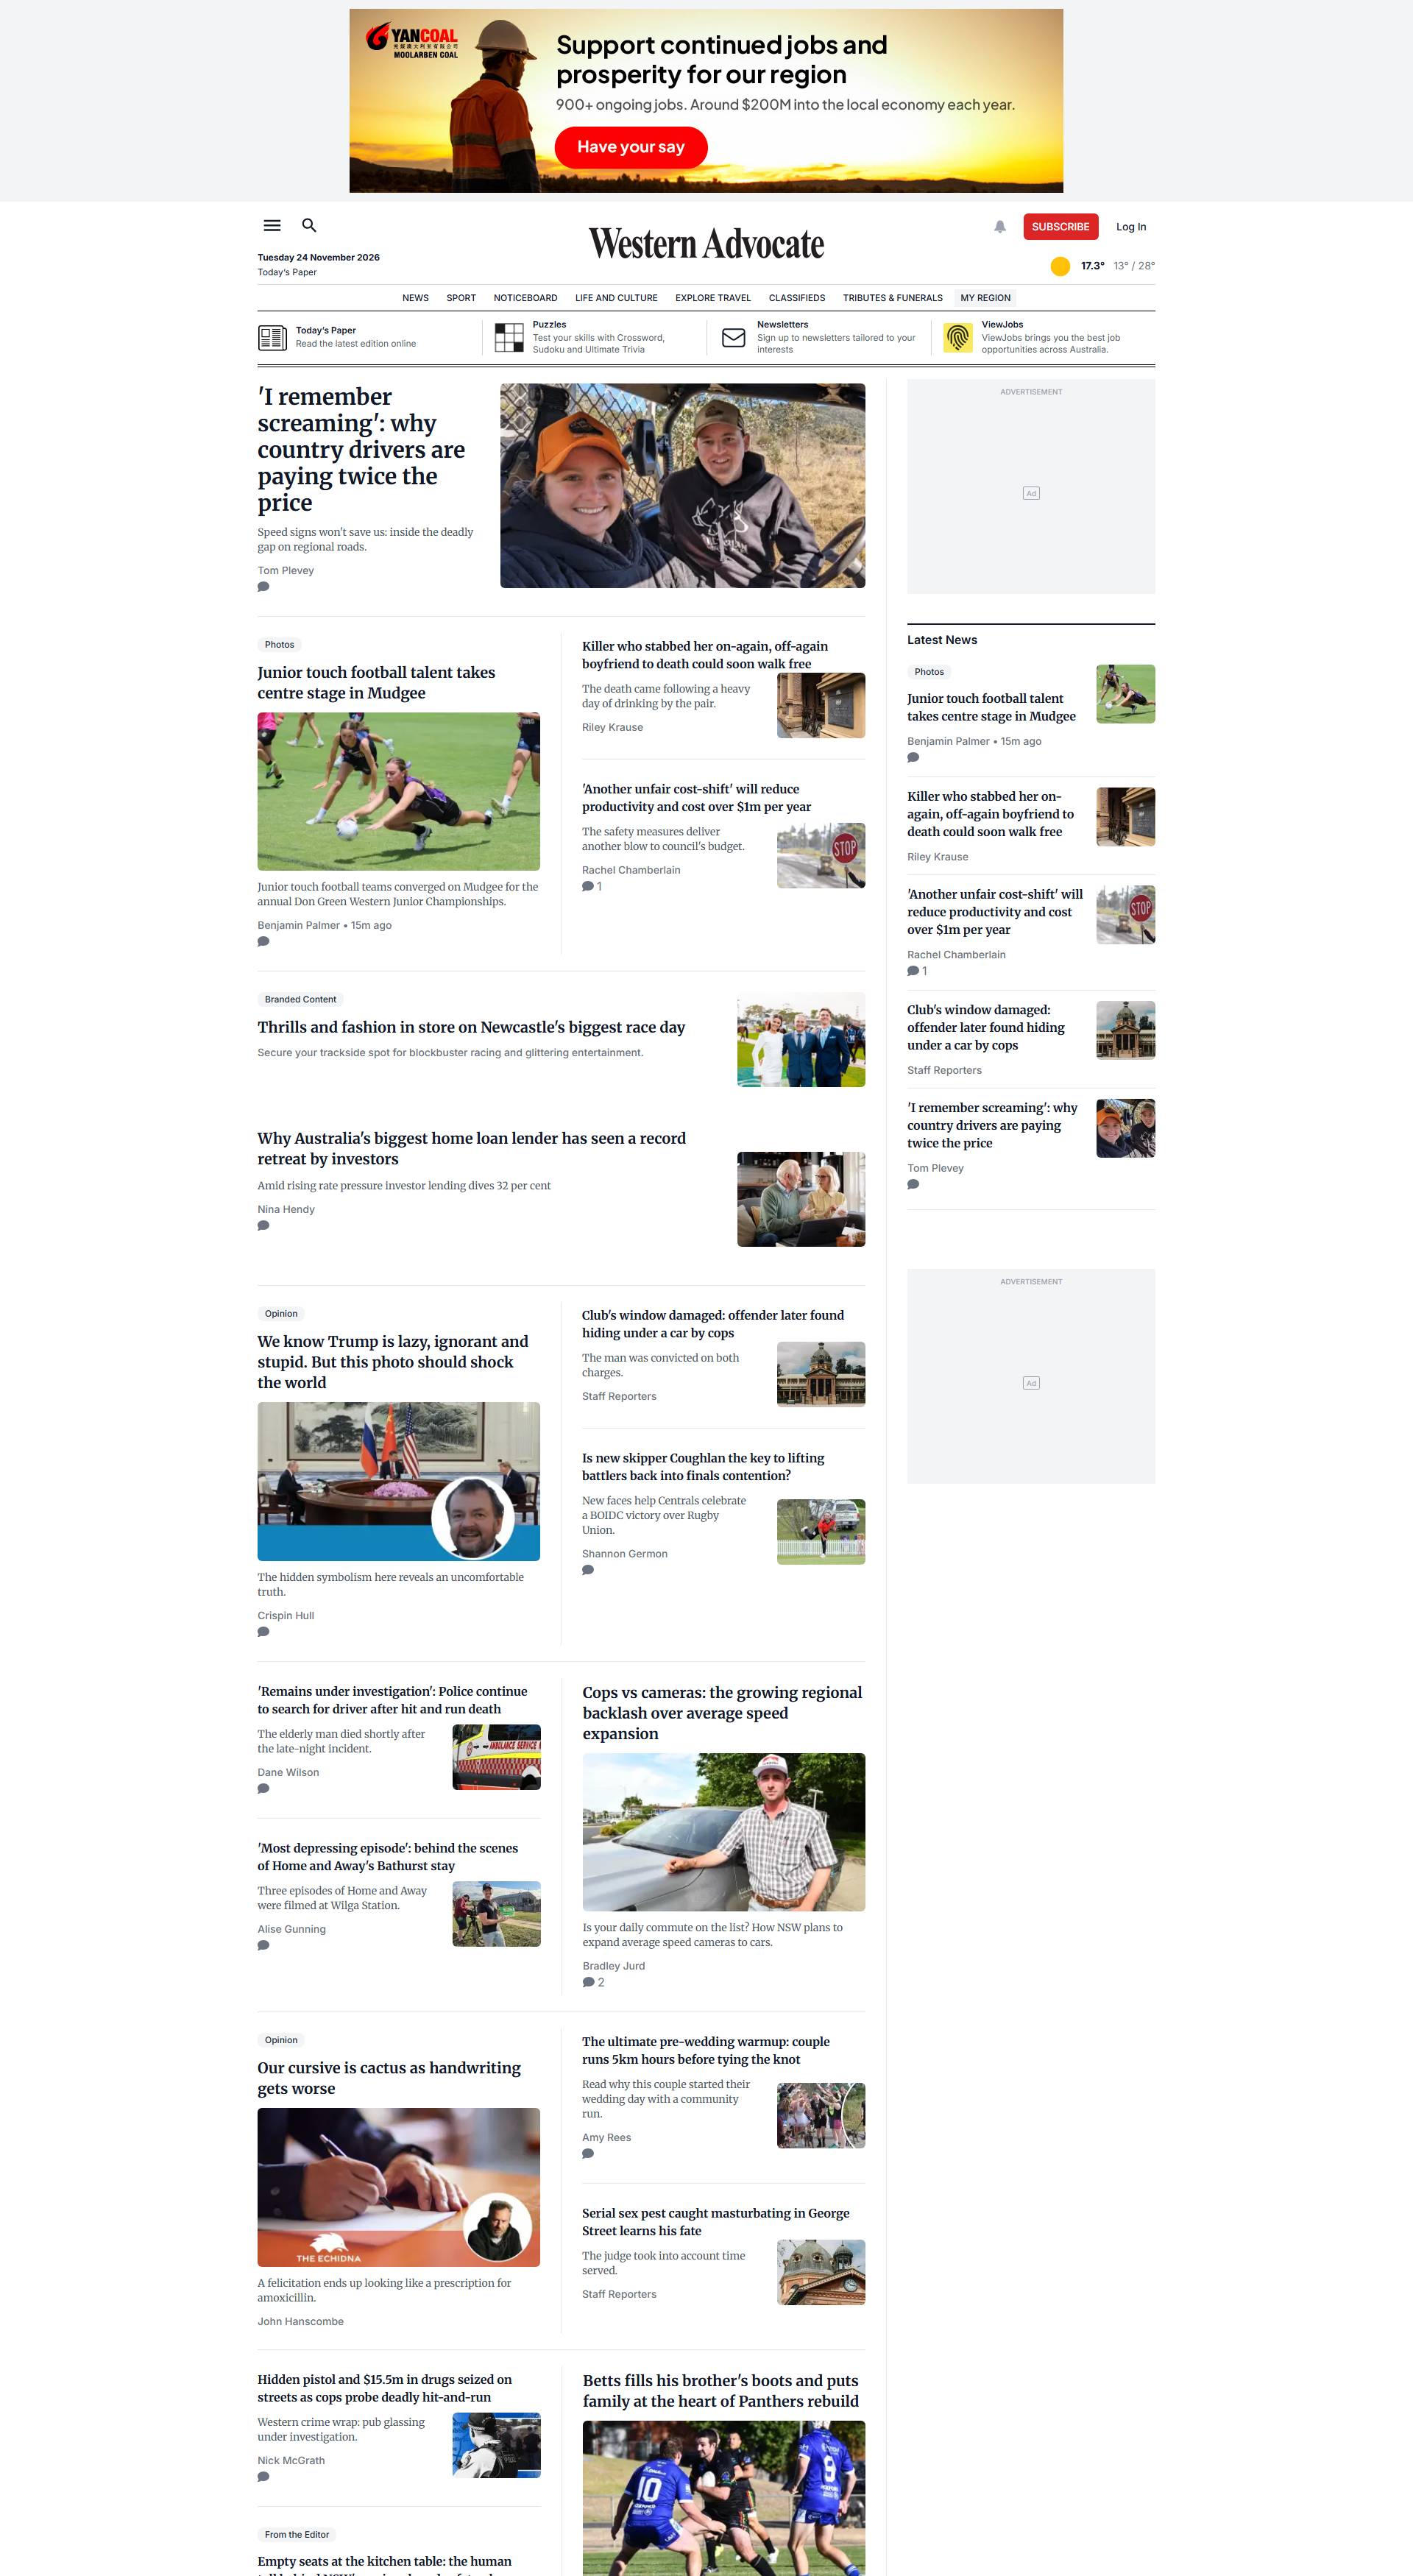 YANCOAL
MOOLARBEN COAL
Support continued jobs and
prosperity for our region
900+ ongoing jobs. Around $200M into the local economy each year.
Have your say
SUBSCRIBE
Log In
Western Advocate
Tuesday 24 November 2026
Today's Paper
17.3° 13° / 28°
NEWS SPORT NOTICEBOARD LIFE AND CULTURE EXPLORE TRAVEL CLASSIFIEDS TRIBUTES & FUNERALS MY REGION
Today's Paper
Read the latest edition online
Puzzles
Test your skills with Crossword,
Sudoku and Ultimate Trivia
Newsletters
Sign up to newsletters tailored to your
interests
ViewJobs
ViewJobs brings you the best job
opportunities across Australia.
'I remember
screaming': why
country drivers are
paying twice the
price
Speed signs won't save us: inside the deadly
gap on regional roads.
Tom Plevey
Photos
Junior touch football talent takes
centre stage in Mudgee
Junior touch football teams converged on Mudgee for the
annual Don Green Western Junior Championships.
Benjamin Palmer • 15m ago
Killer who stabbed her on-again, off-again
boyfriend to death could soon walk free
The death came following a heavy
day of drinking by the pair.
Riley Krause
'Another unfair cost-shift' will reduce
productivity and cost over $1m per year
The safety measures deliver
another blow to council's budget.
STOP
Rachel Chamberlain
1
Branded Content
Thrills and fashion in store on Newcastle's biggest race day
Secure your trackside spot for blockbuster racing and glittering entertainment.
Why Australia's biggest home loan lender has seen a record
retreat by investors
Amid rising rate pressure investor lending dives 32 per cent
Nina Hendy
Opinion
We know Trump is lazy, ignorant and
stupid. But this photo should shock
the world
The hidden symbolism here reveals an uncomfortable
truth.
Crispin Hull
Club's window damaged: offender later found
hiding under a car by cops
The man was convicted on both
charges.
Staff Reporters
Is new skipper Coughlan the key to lifting
battlers back into finals contention?
New faces help Centrals celebrate
a BOIDC victory over Rugby
Union.
Shannon Germon
'Remains under investigation': Police continue
to search for driver after hit and run death
The elderly man died shortly after
the late-night incident.
AMBULANCE SERVICE
Dane Wilson
'Most depressing episode': behind the scenes
of Home and Away's Bathurst stay
Three episodes of Home and Away
were filmed at Wilga Station.
Alise Gunning
Cops vs cameras: the growing regional
backlash over average speed
expansion
Is your daily commute on the list? How NSW plans to
expand average speed cameras to cars.
Bradley Jurd
2
Opinion
Our cursive is cactus as handwriting
gets worse
THE ECHIDNA
A felicitation ends up looking like a prescription for
amoxicillin.
John Hanscombe
The ultimate pre-wedding warmup: couple
runs 5km hours before tying the knot
Read why this couple started their
wedding day with a community
run.
Amy Rees
Serial sex pest caught masturbating in George
Street learns his fate
The judge took into account time
served.
Staff Reporters
Hidden pistol and $15.5m in drugs seized on
streets as cops probe deadly hit-and-run
Western crime wrap: pub glassing
under investigation.
Nick McGrath
From the Editor
Empty seats at the kitchen table: the human
Betts fills his brother's boots and puts
family at the heart of Panthers rebuild
10
9
ADVERTISEMENT
Ad
Latest News
Photos
Junior touch football talent
takes centre stage in Mudgee
Benjamin Palmer • 15m ago
Killer who stabbed her on-
again, off-again boyfriend to
death could soon walk free
Riley Krause
'Another unfair cost-shift' will
reduce productivity and cost
over $1m per year
STOP
Rachel Chamberlain
1
Club's window damaged:
offender later found hiding
under a car by cops
Staff Reporters
'I remember screaming': why
country drivers are paying
twice the price
Tom Plevey
ADVERTISEMENT
Ad